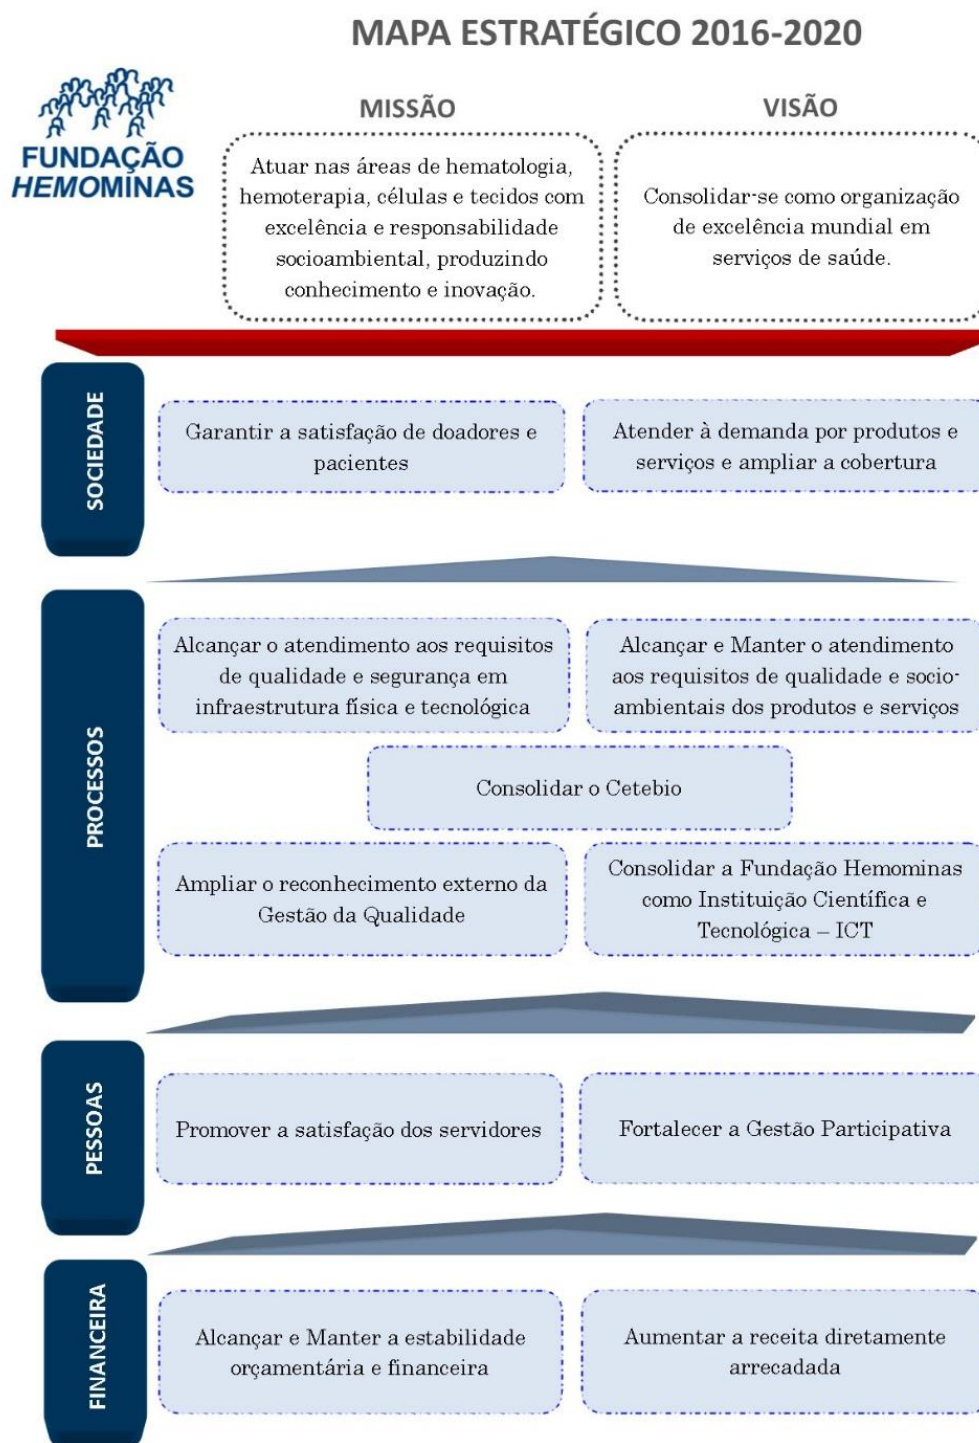 MAPA ESTRATÉGICO 2016-2020
FUNDAÇÃO
HEMOMINAS
MISSÃO
Atuar nas áreas de hematologia,
hemoterapia, células e tecidos com
excelência e responsabilidade
socioambiental, produzindo
conhecimento e inovação.
VISÃO
Consolidar-se como organização
de excelência mundial em
serviços de saúde.
SOCIEDADE
Garantir a satisfação de doadores e
pacientes
Atender à demanda por produtos e
serviços e ampliar a cobertura
PROCESSOS
Alcançar o atendimento aos requisitos
de qualidade e segurança em
infraestrutura física e tecnológica
Alcançar e Manter o atendimento
aos requisitos de qualidade e socio-
ambientais dos produtos e serviços
Consolidar o Cetebio
Ampliar o reconhecimento externo da
Gestão da Qualidade
Consolidar a Fundação Hemominas
como Instituição Científica e
Tecnológica – ICT
PESSOAS
Promover a satisfação dos servidores
Fortalecer a Gestão Participativa
FINANCEIRA
Alcançar e Manter a estabilidade
orçamentária e financeira
Aumentar a receita diretamente
arrecadada